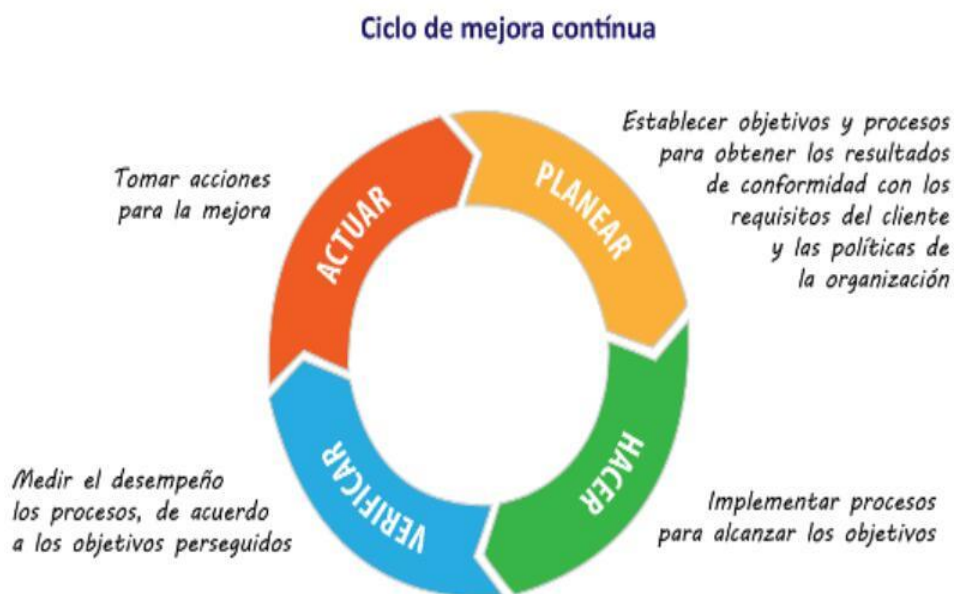 Ciclo de mejora contínua
PLANEAR
Establecer objetivos y procesos
para obtener los resultados
de conformidad con los
requisitos del cliente
y las políticas de
la organización
HACER
Implementar procesos
para alcanzar los objetivos
VERIFICAR
Medir el desempeño
los procesos, de acuerdo
a los objetivos perseguidos
ACTUAR
Tomar acciones
para la mejora